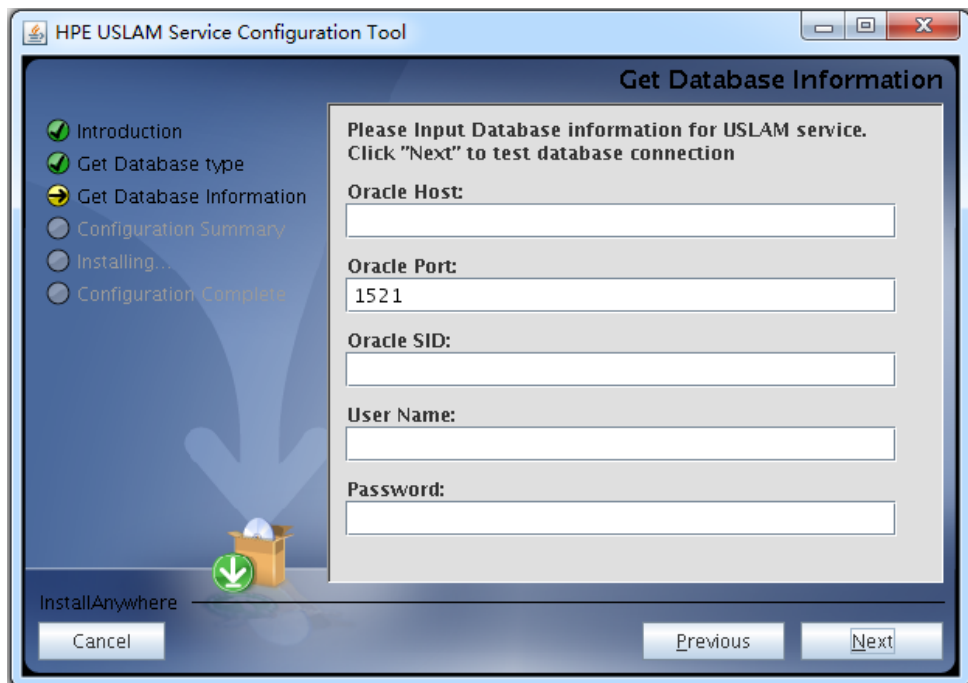 HPE USLAM Service Configuration Tool
Get Database Information
Introduction
Get Database type
Get Database Information
Configuration Summary
Installing...
Configuration Complete
Please Input Database information for USLAM service.
Click "Next" to test database connection
Oracle Host:
Oracle Port:
1521
Oracle SID:
User Name:
Password:
InstallAnywhere
Cancel
Previous
Next